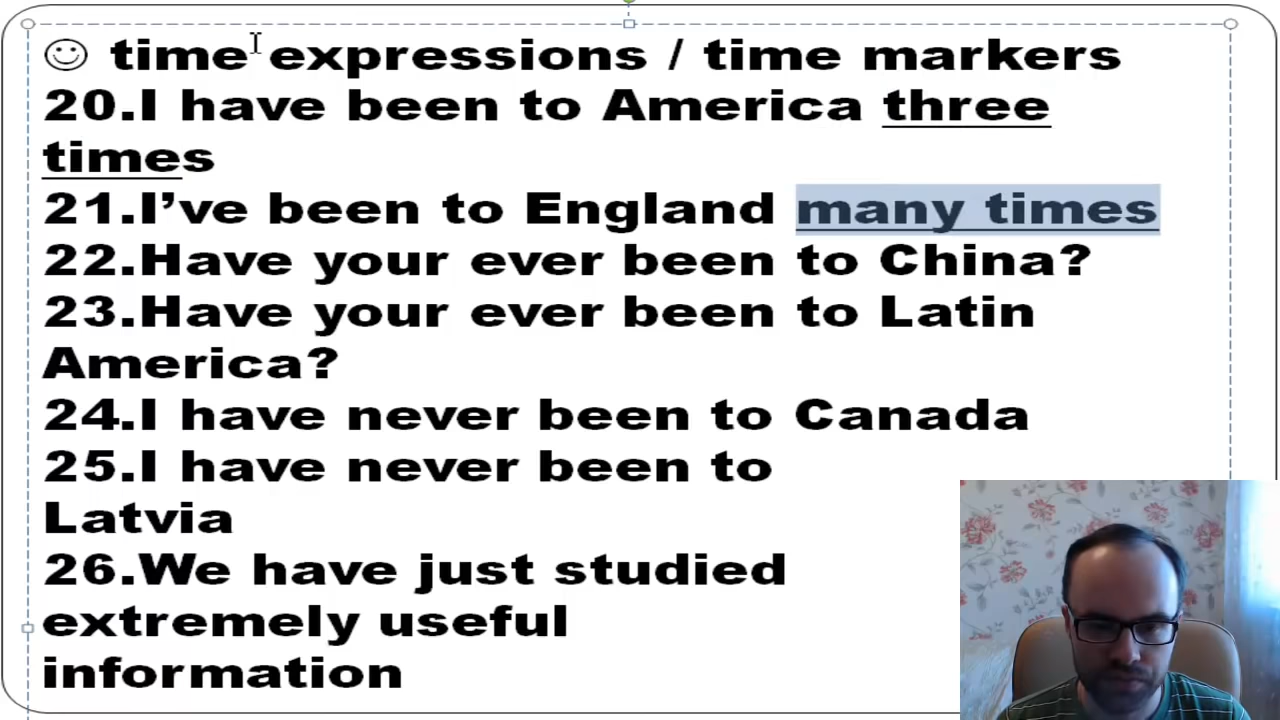 ☺ time expressions / time markers
20.I have been to America three
times
21.I’ve been to England many times
22.Have your ever been to China?
23.Have your ever been to Latin
America?
24.I have never been to Canada
25.I have never been to
Latvia
26.We have just studied
extremely useful
information